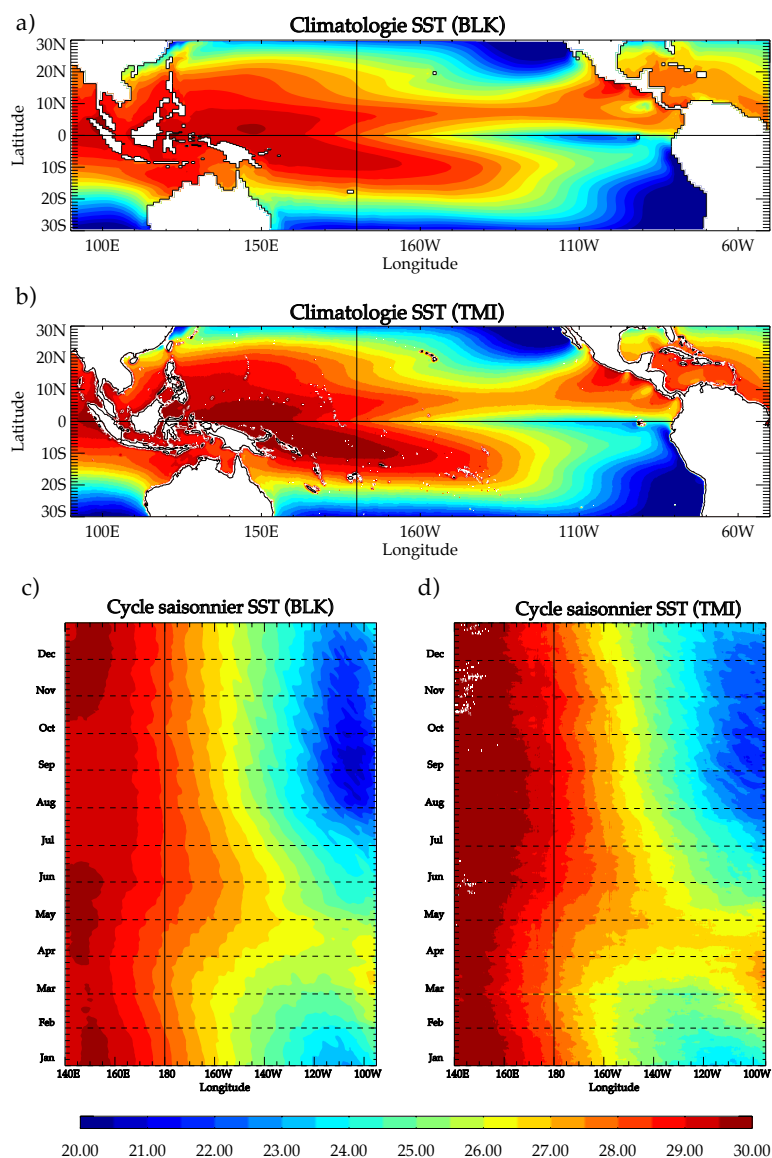 a)
Climatologie SST (BLK)
30N
20N
10N
0
10S
20S
30S
Latitude
100E 150E 160W 110W 60W
Longitude
b)
Climatologie SST (TMI)
30N
20N
10N
0
10S
20S
30S
Latitude
100E 150E 160W 110W 60W
Longitude
c)
Cycle saisonnier SST (BLK)
Dec
Nov
Oct
Sep
Aug
Jul
Jun
May
Apr
Mar
Feb
Jan
140E 160E 180 160W 140W 120W 100W
Longitude
d)
Cycle saisonnier SST (TMI)
Dec
Nov
Oct
Sep
Aug
Jul
Jun
May
Apr
Mar
Feb
Jan
140E 160E 180 160W 140W 120W 100W
Longitude
20.00 21.00 22.00 23.00 24.00 25.00 26.00 27.00 28.00 29.00 30.00